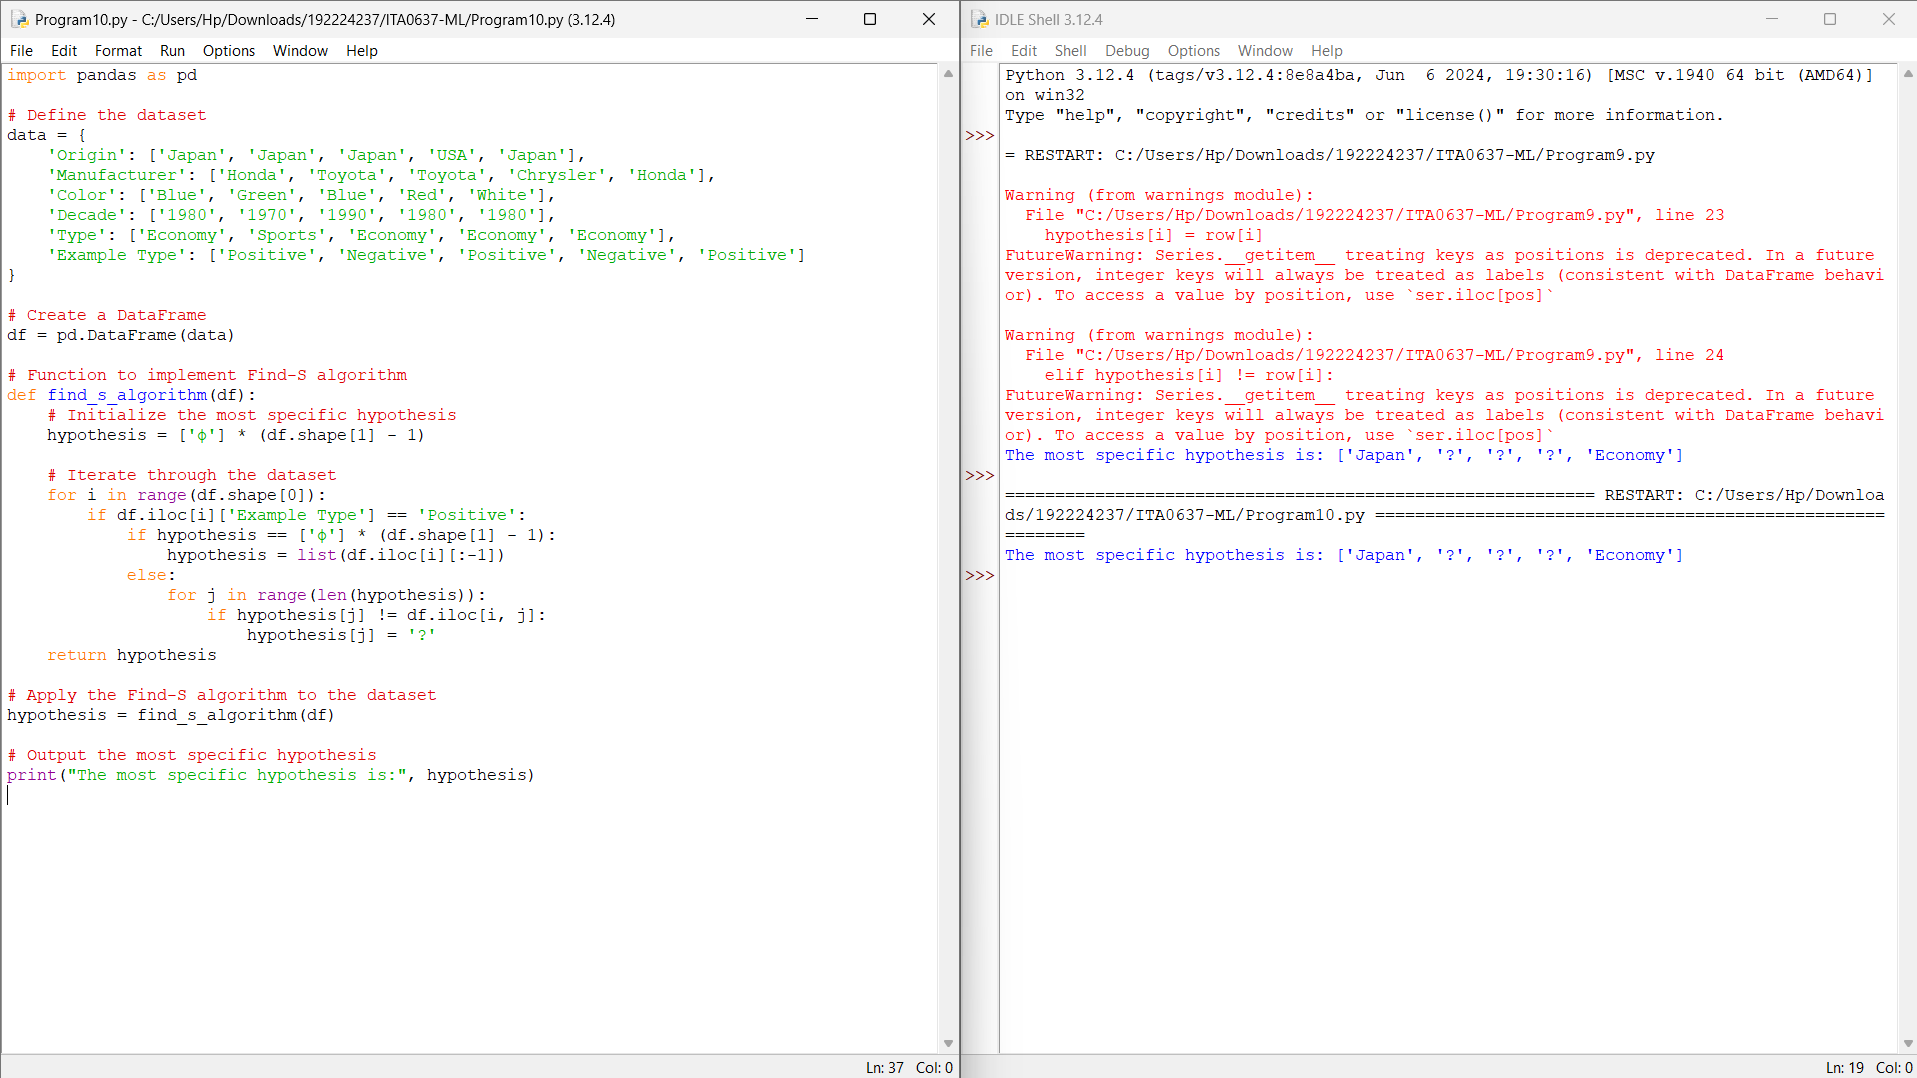 Program10.py - C:/Users/Hp/Downloads/192224237/ITA0637-ML/Program10.py (3.12.4)
File Edit Format Run Options Window Help
import pandas as pd
# Define the dataset
data = {
    'Origin': ['Japan', 'Japan', 'Japan', 'USA', 'Japan'],
    'Manufacturer': ['Honda', 'Toyota', 'Toyota', 'Chrysler', 'Honda'],
    'Color': ['Blue', 'Green', 'Blue', 'Red', 'White'],
    'Decade': ['1980', '1970', '1990', '1980', '1980'],
    'Type': ['Economy', 'Sports', 'Economy', 'Economy', 'Economy'],
    'Example Type': ['Positive', 'Negative', 'Positive', 'Negative', 'Positive']
}
# Create a DataFrame
df = pd.DataFrame(data)
# Function to implement Find-S algorithm
def find_s_algorithm(df):
    # Initialize the most specific hypothesis
    hypothesis = ['ϕ'] * (df.shape[1] - 1)
    # Iterate through the dataset
    for i in range(df.shape[0]):
        if df.iloc[i]['Example Type'] == 'Positive':
            if hypothesis == ['ϕ'] * (df.shape[1] - 1):
                hypothesis = list(df.iloc[i][:-1])
            else:
                for j in range(len(hypothesis)):
                    if hypothesis[j] != df.iloc[i, j]:
                        hypothesis[j] = '?'
    return hypothesis
# Apply the Find-S algorithm to the dataset
hypothesis = find_s_algorithm(df)
# Output the most specific hypothesis
print("The most specific hypothesis is:", hypothesis)
Ln: 37 Col: 0
IDLE Shell 3.12.4
File Edit Shell Debug Options Window Help
Python 3.12.4 (tags/v3.12.4:8e8a4ba, Jun  6 2024, 19:30:16) [MSC v.1940 64 bit (AMD64)]
on win32
Type "help", "copyright", "credits" or "license()" for more information.
>>>
= RESTART: C:/Users/Hp/Downloads/192224237/ITA0637-ML/Program9.py
Warning (from warnings module):
  File "C:/Users/Hp/Downloads/192224237/ITA0637-ML/Program9.py", line 23
    hypothesis[i] = row[i]
FutureWarning: Series.__getitem__ treating keys as positions is deprecated. In a future
version, integer keys will always be treated as labels (consistent with DataFrame behavi
or). To access a value by position, use `ser.iloc[pos]`
Warning (from warnings module):
  File "C:/Users/Hp/Downloads/192224237/ITA0637-ML/Program9.py", line 24
    elif hypothesis[i] != row[i]:
FutureWarning: Series.__getitem__ treating keys as positions is deprecated. In a future
version, integer keys will always be treated as labels (consistent with DataFrame behavi
or). To access a value by position, use `ser.iloc[pos]`
The most specific hypothesis is: ['Japan', '?', '?', '?', 'Economy']
>>>
=========================================================== RESTART: C:/Users/Hp/Downloa
ds/192224237/ITA0637-ML/Program10.py ===================================================
========
The most specific hypothesis is: ['Japan', '?', '?', '?', 'Economy']
>>>
Ln: 19 Col: 0